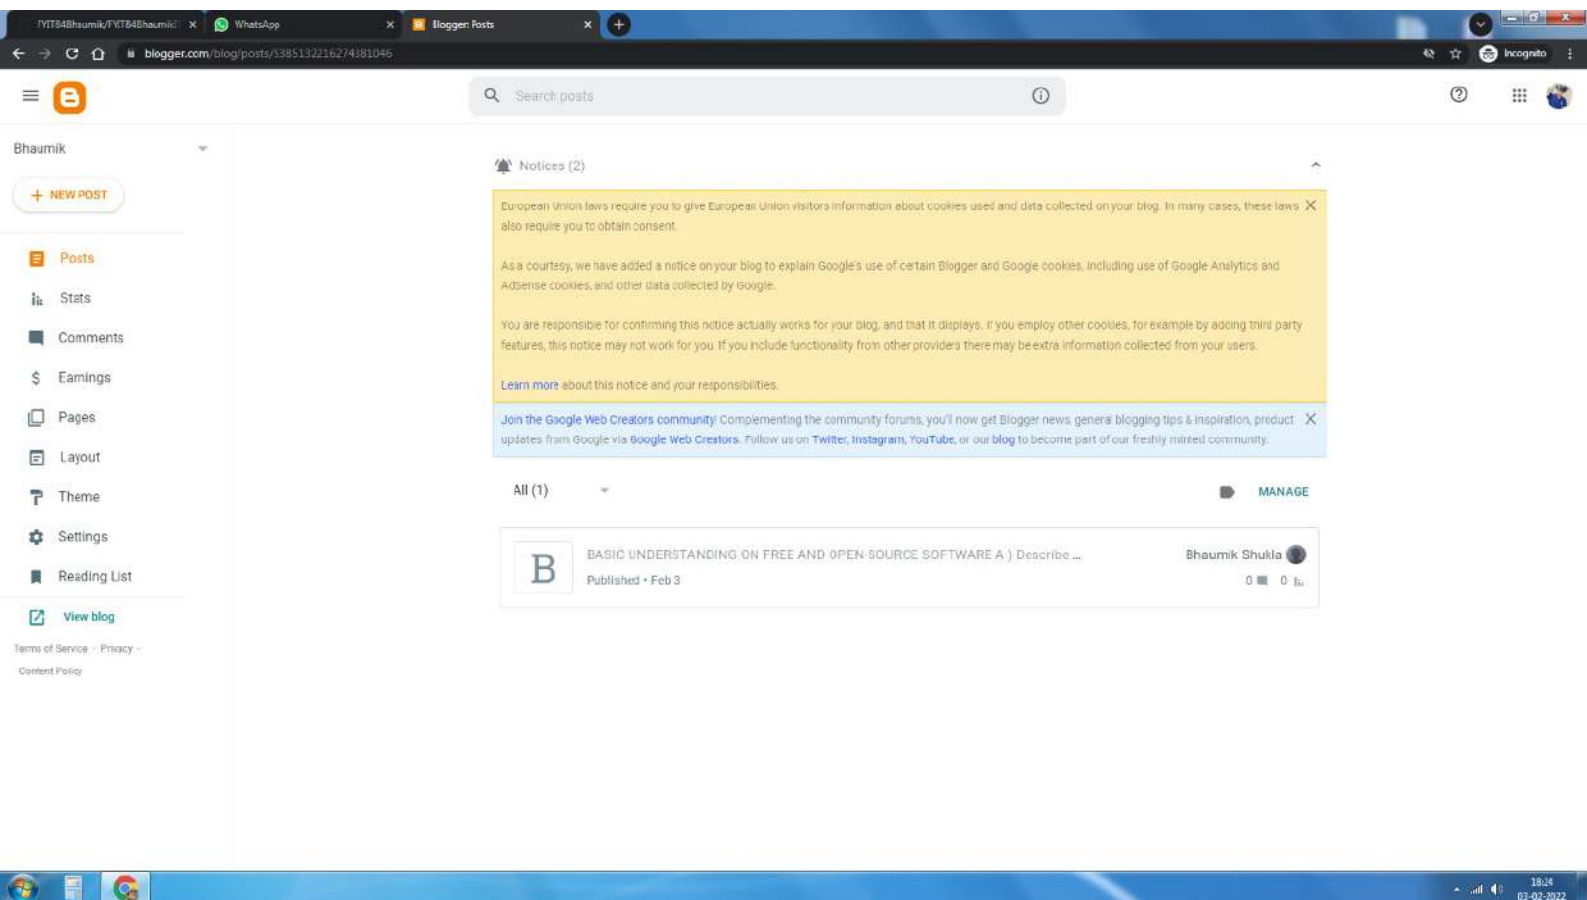 FYIT84Bhaumik/FYIT84Bhaumik
WhatsApp
Blogger: Posts
blogger.com/blog/posts/5385132216274381046
Incognito
Search posts
Bhaumik
NEW POST
Posts
Stats
Comments
Earnings
Pages
Layout
Theme
Settings
Reading List
View blog
Terms of Service · Privacy ·
Content Policy
Notices (2)
European Union laws require you to give European Union visitors information about cookies used and data collected on your blog. In many cases, these laws
also require you to obtain consent.
As a courtesy, we have added a notice on your blog to explain Google's use of certain Blogger and Google cookies, including use of Google Analytics and
AdSense cookies, and other data collected by Google.
You are responsible for confirming this notice actually works for your blog, and that it displays. If you employ other cookies, for example by adding third party
features, this notice may not work for you. If you include functionality from other providers there may be extra information collected from your users.
Learn more about this notice and your responsibilities.
Join the Google Web Creators community! Complementing the community forums, you'll now get Blogger news, general blogging tips & inspiration, product
updates from Google via Google Web Creators. Follow us on Twitter, Instagram, YouTube, or our blog to become part of our freshly minted community.
All (1)
MANAGE
B
BASIC UNDERSTANDING ON FREE AND OPEN-SOURCE SOFTWARE A ) Describe ...
Bhaumik Shukla
Published • Feb 3
0 0
18:24
03-02-2022